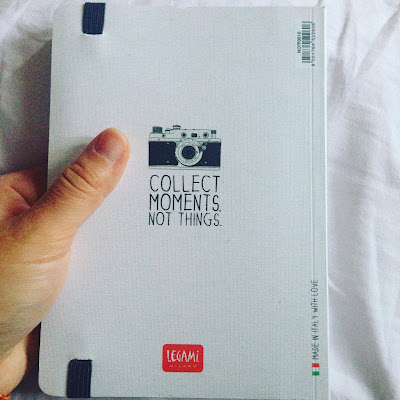 COLLECT
MOMENTS.
NOT THINGS.
LEGAMI
MILANO
MADE IN ITALY WITH LOVE